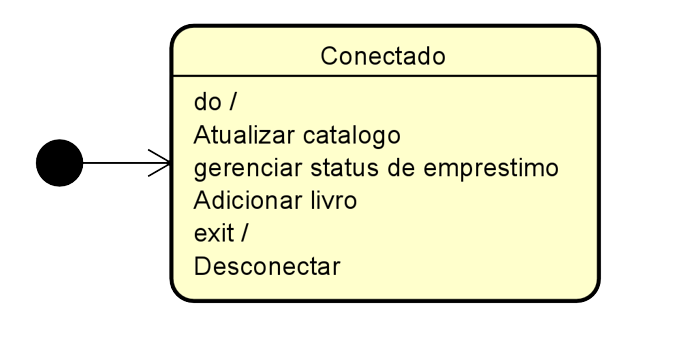 Conectado
do /
Atualizar catalogo
gerenciar status de emprestimo
Adicionar livro
exit /
Desconectar